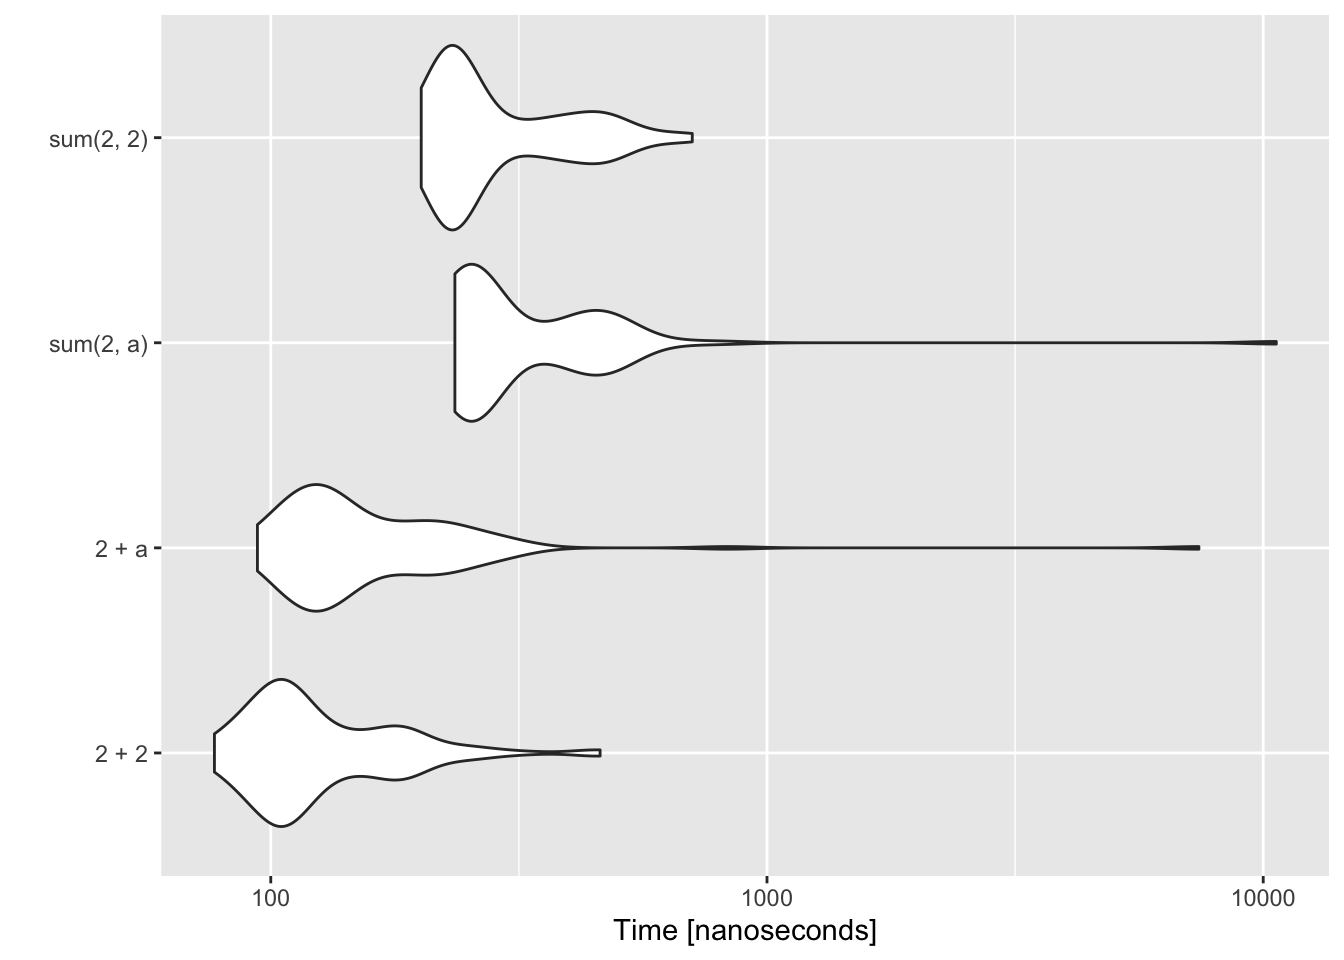 sum(2, 2)
sum(2, a)
2 + a
2 + 2
100 1000 10000
Time [nanoseconds]